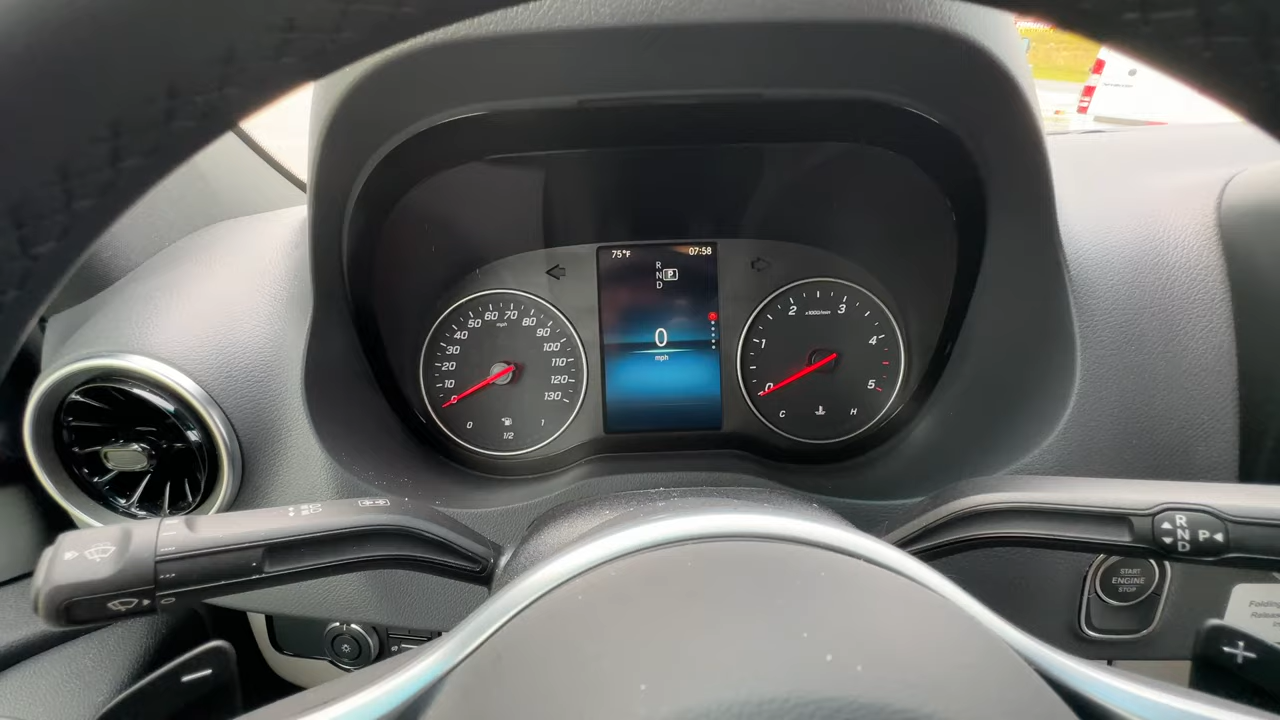 75°F 07:58
R
N P
D
0
mph
0
10
20
30
40
50
60
70
80
90
100
110
120
130
mph
0 1/2 1
0
1
2
3
4
5
x1000/min
C H
R
N P
D
START
ENGINE
STOP
Folding
−
+